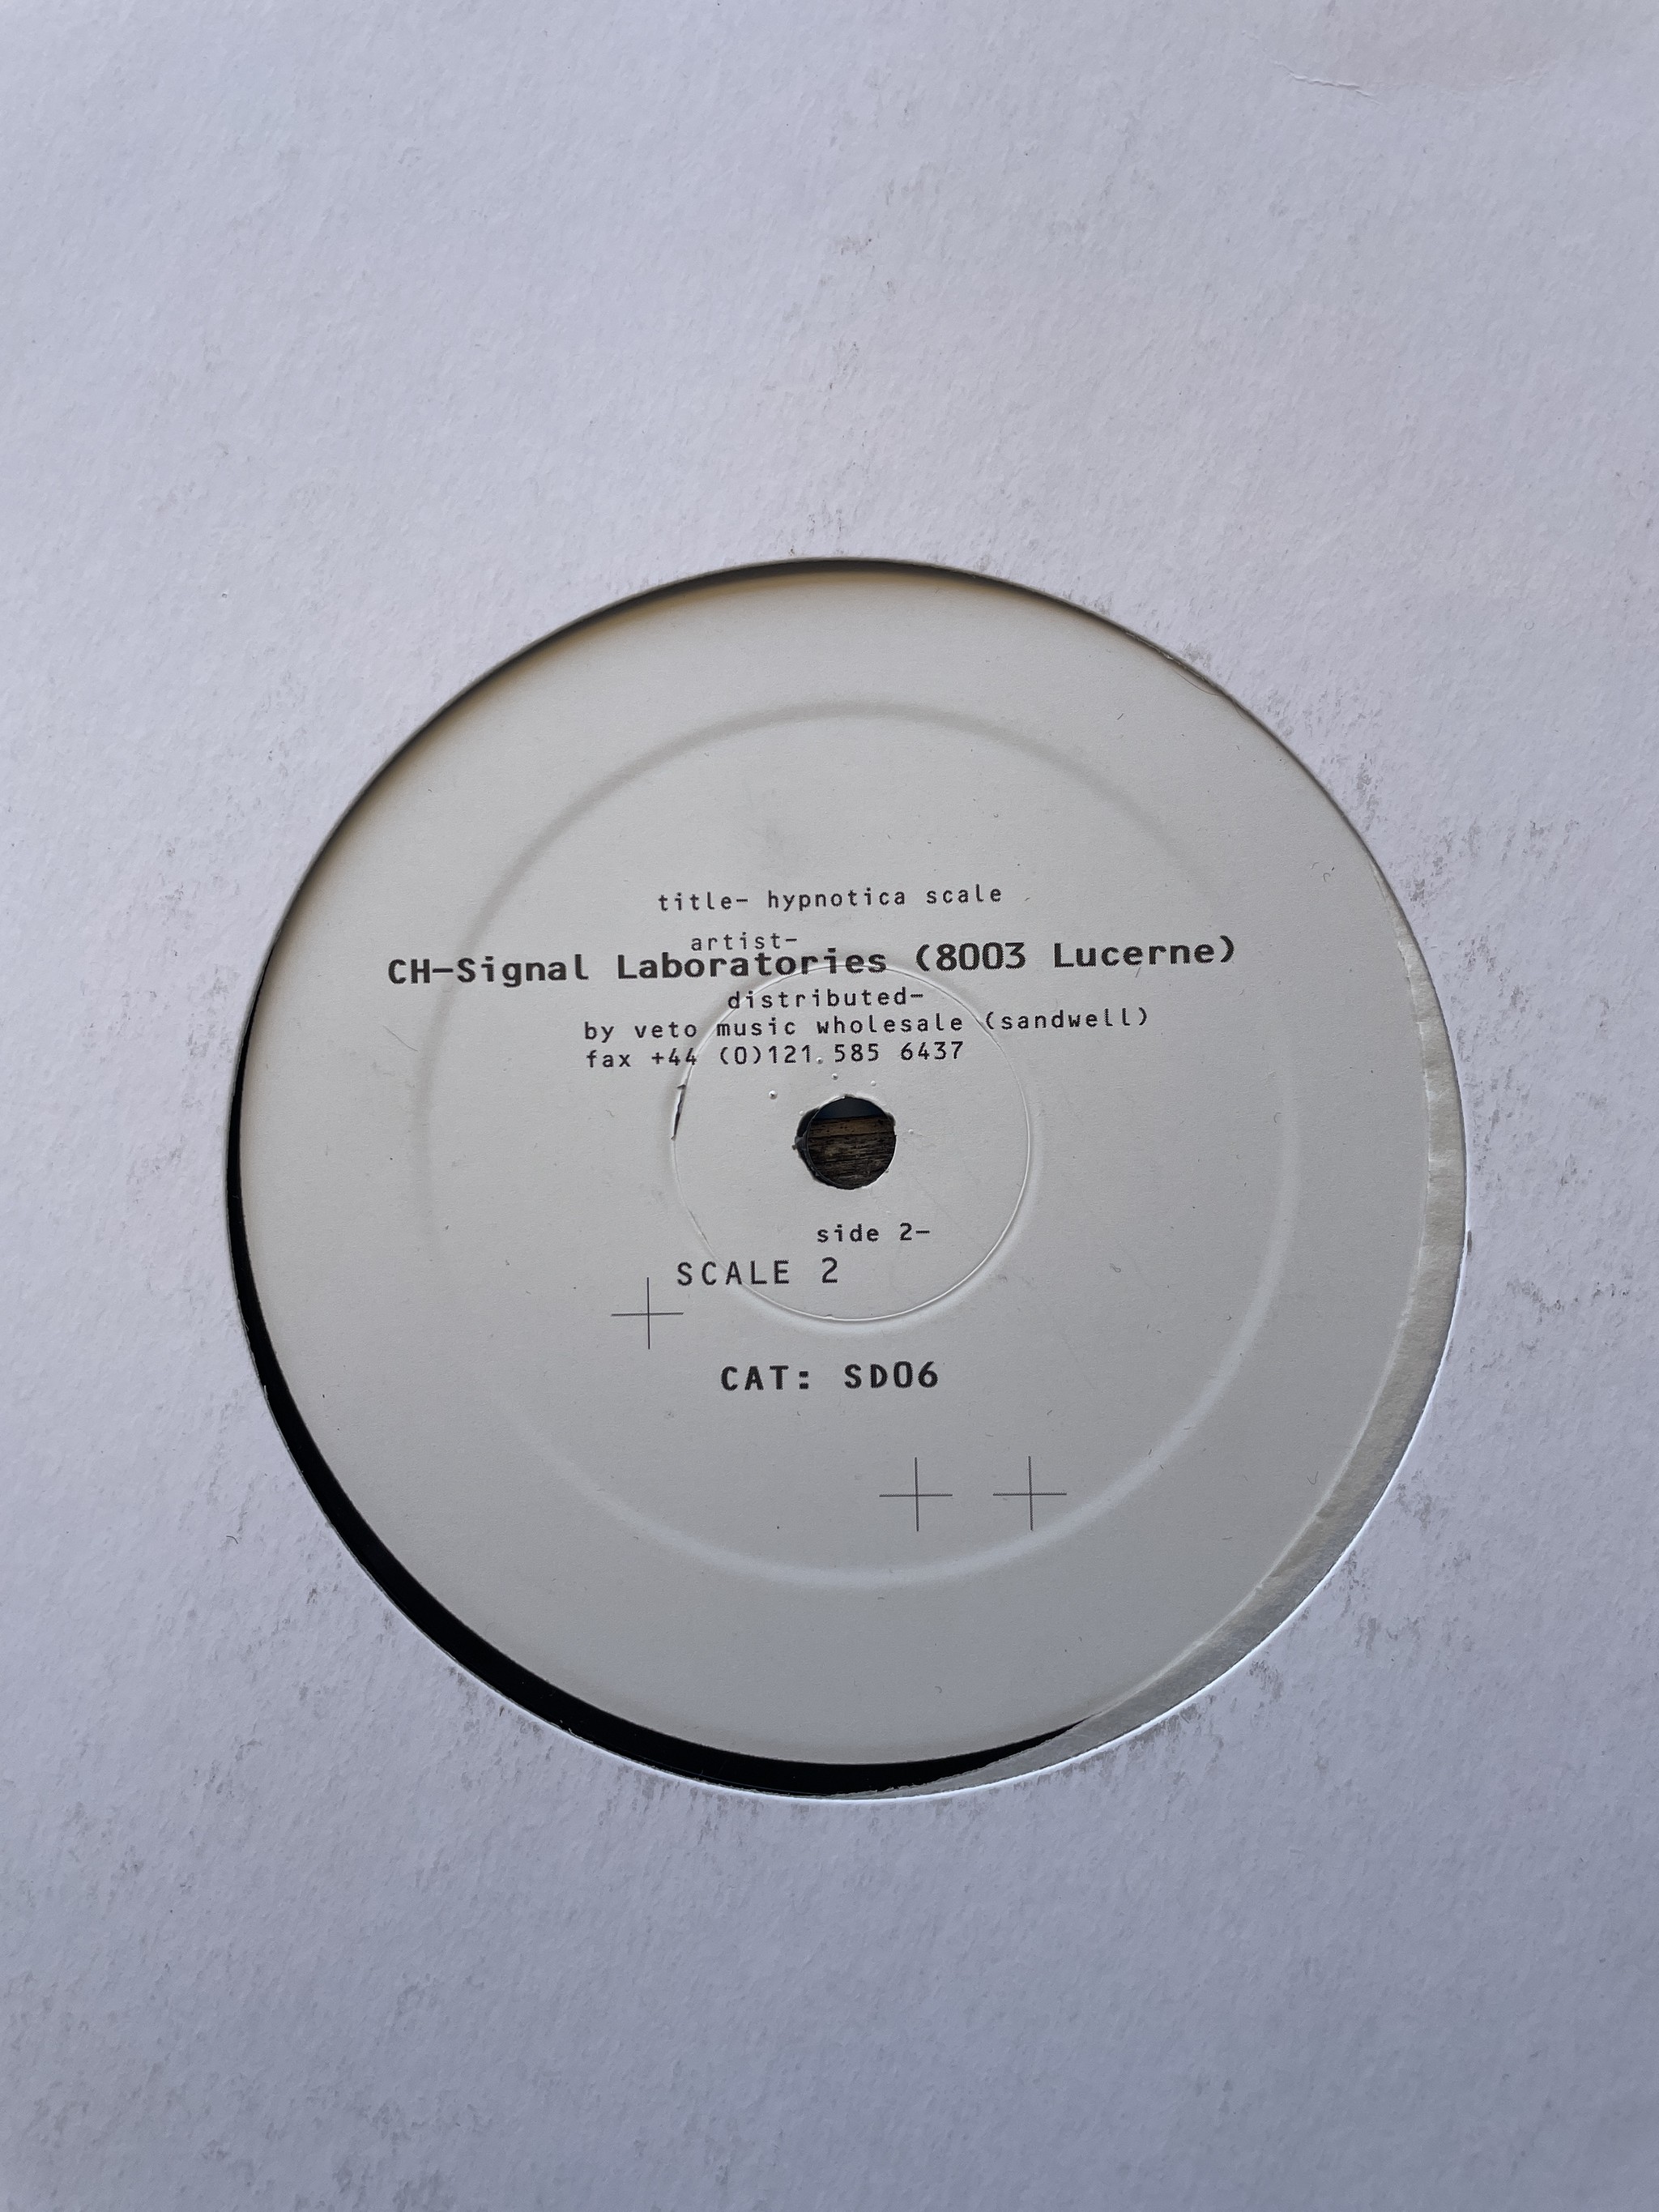 title- hypnotica scale
artist-
CH-Signal Laboratories (8003 Lucerne)
distributed-
by veto music wholesale (sandwell)
fax +44 (0)121.585 6437
side 2-
SCALE 2
CAT: SD06